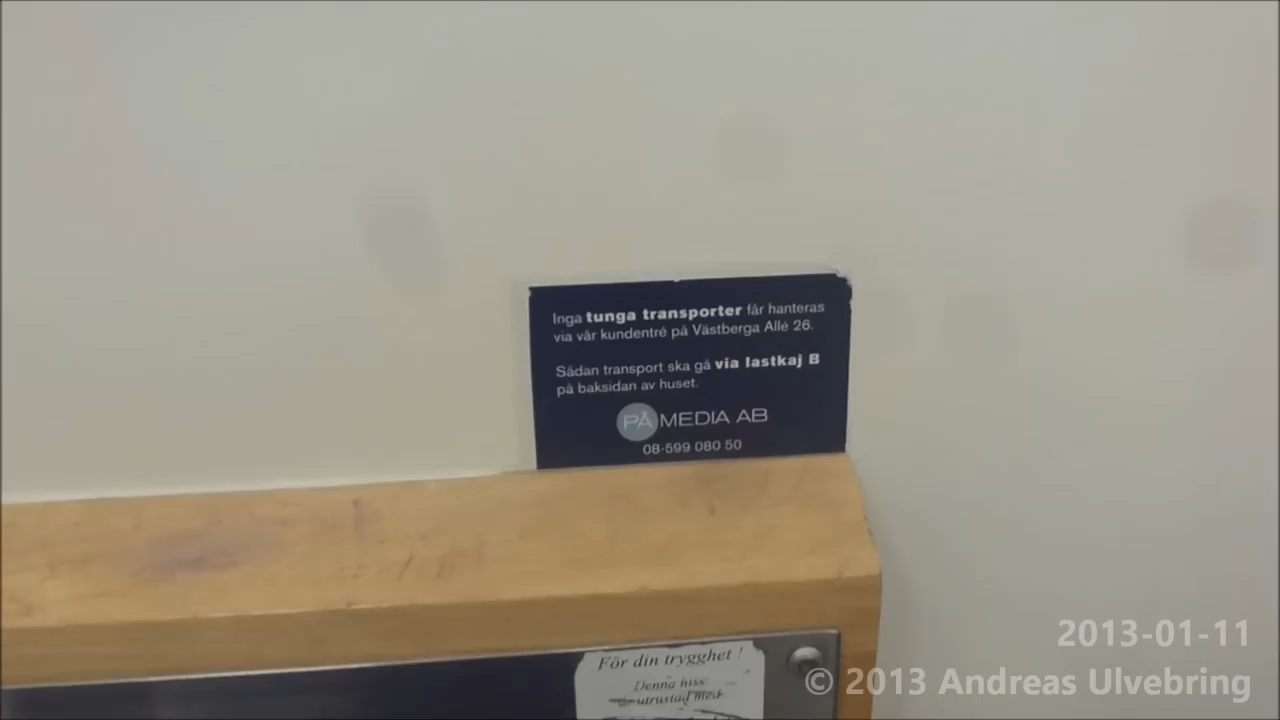 Inga tunga transporter får hanteras
via vår kundentré på Västberga Allé 26.
Sådan transport ska gå via lastkaj B
på baksidan av huset.
PÅ MEDIA AB
08-599 080 50
För din trygghet !
Denna hiss
utrustad med
2013-01-11
© 2013 Andreas Ulvebring